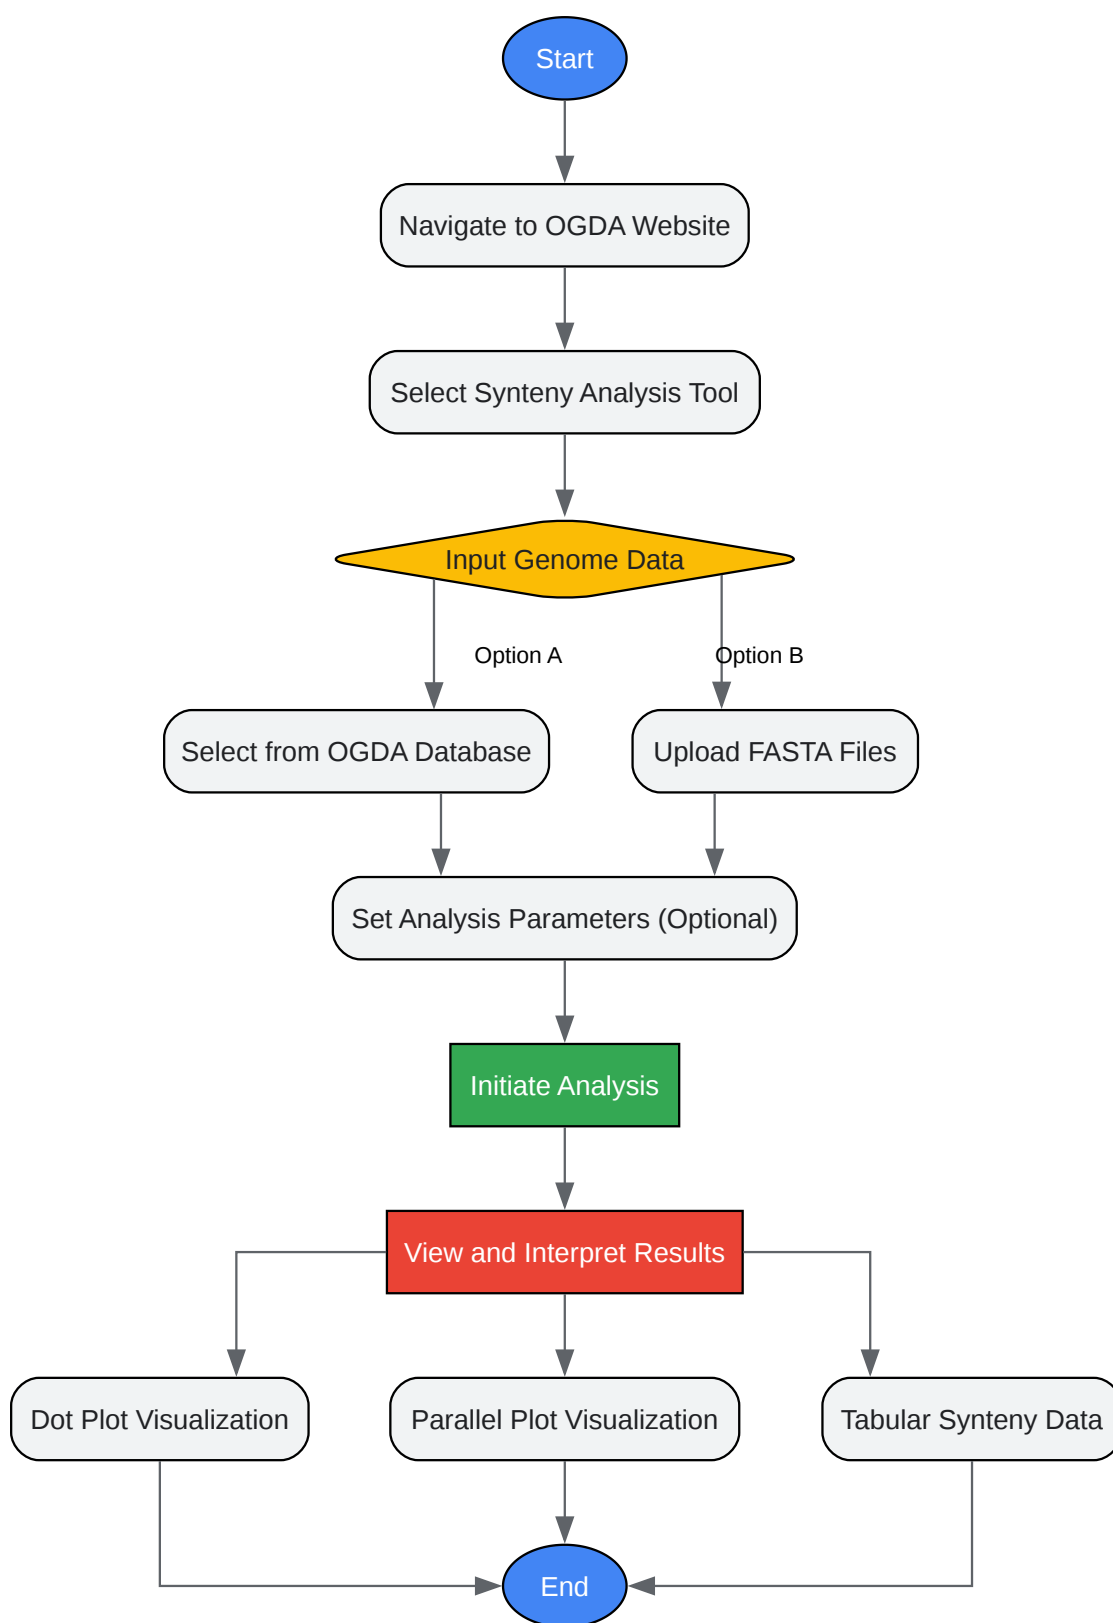 Start
Navigate to OGDA Website
Select Synteny Analysis Tool
Input Genome Data
Option A
Option B
Select from OGDA Database
Upload FASTA Files
Set Analysis Parameters (Optional)
Initiate Analysis
View and Interpret Results
Dot Plot Visualization
Parallel Plot Visualization
Tabular Synteny Data
End